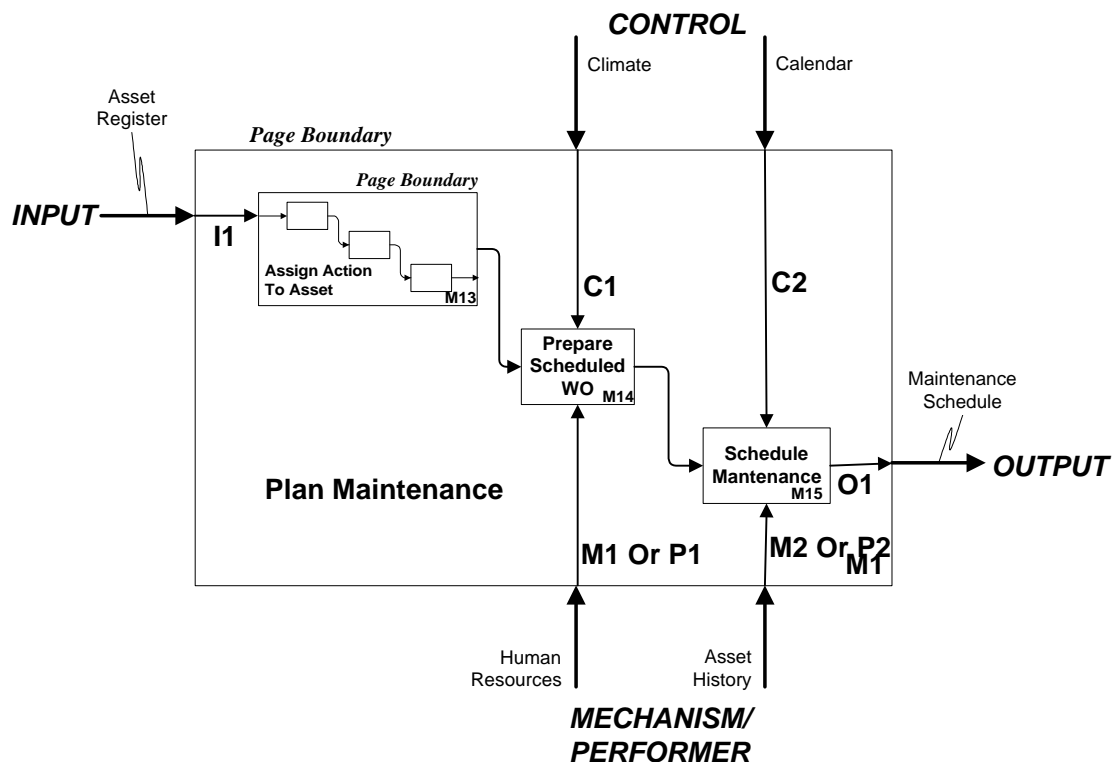 CONTROL
Climate
Calendar
Asset
Register
Page Boundary
Page Boundary
INPUT
I1
Assign Action
To Asset
M13
C1
C2
Prepare
Scheduled
WO
M14
Maintenance
Schedule
Schedule
Mantenance
M15
O1
OUTPUT
Plan Maintenance
M1 Or P1
M2 Or P2
M1
Human
Resources
Asset
History
MECHANISM/
PERFORMER